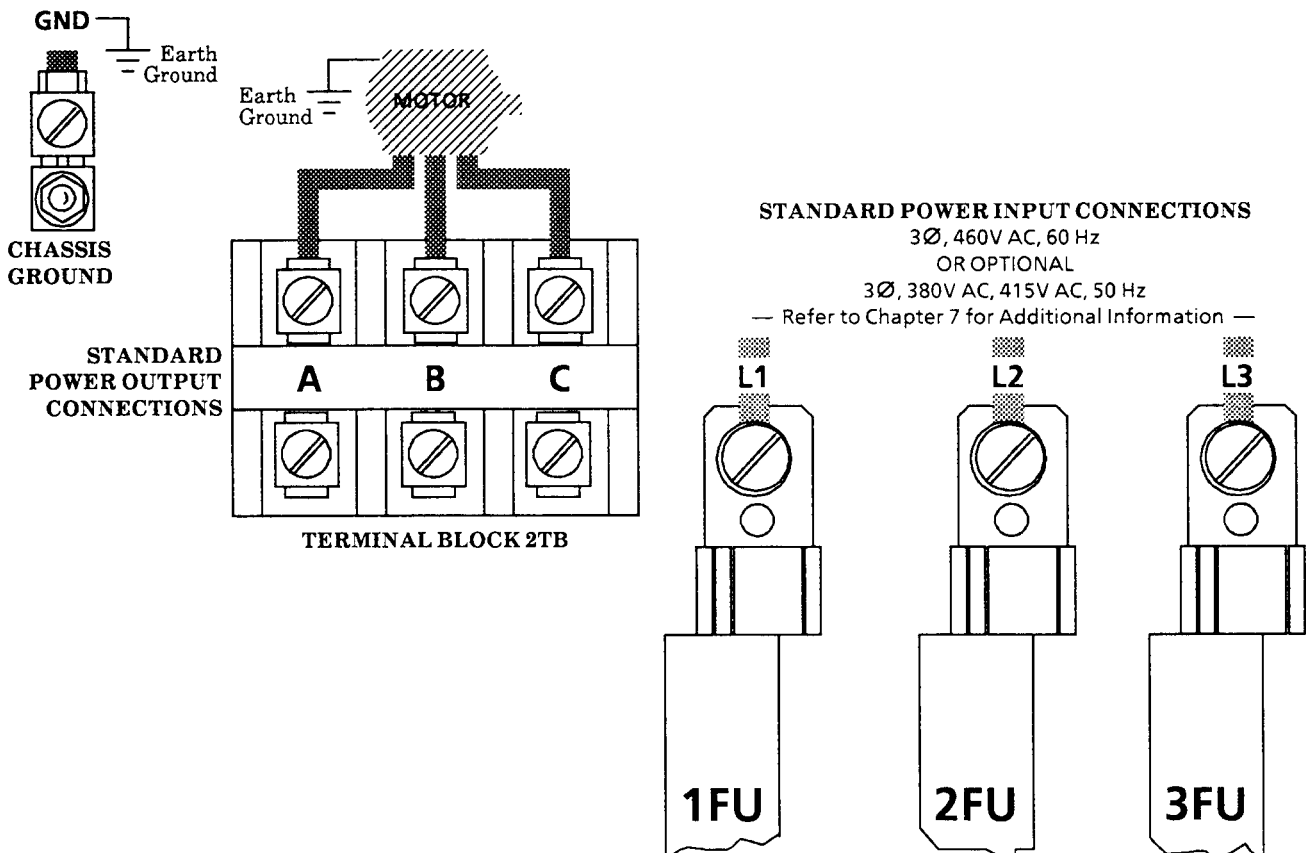 GND
Earth
Ground
CHASSIS
GROUND
Earth
Ground
MOTOR
STANDARD
POWER OUTPUT
CONNECTIONS
A B C
TERMINAL BLOCK 2TB
STANDARD POWER INPUT CONNECTIONS
3Ø, 460V AC, 60 Hz
OR OPTIONAL
3Ø, 380V AC, 415V AC, 50 Hz
— Refer to Chapter 7 for Additional Information —
L1 L2 L3
1FU 2FU 3FU